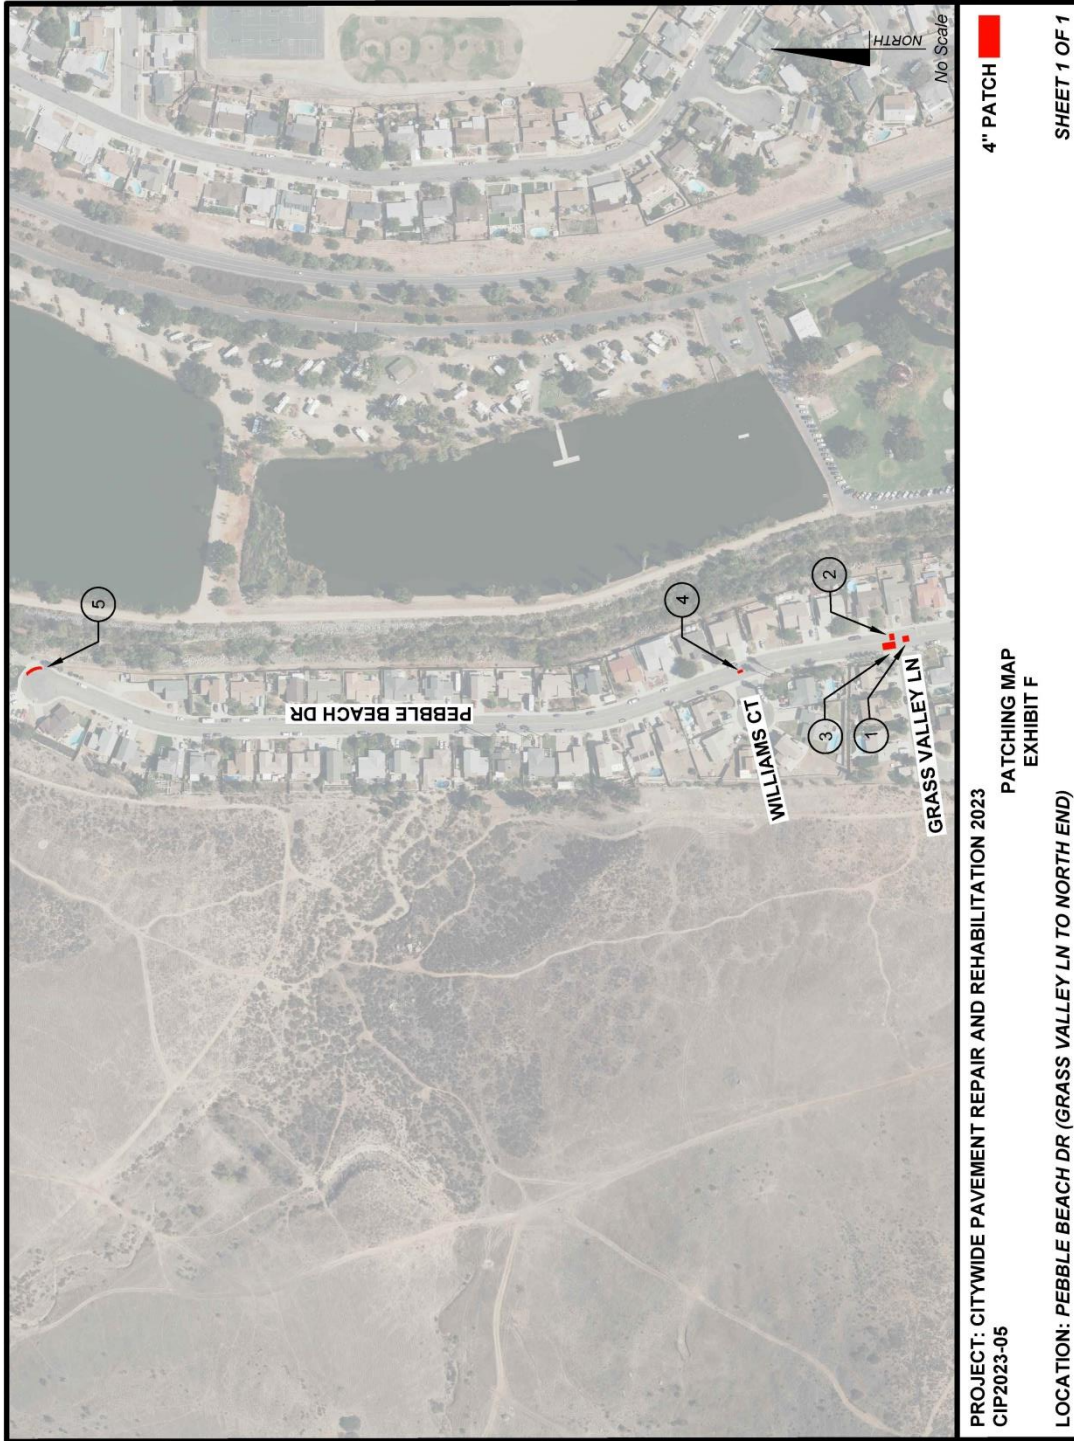 NORTH
No Scale
5
4
2
3
1
PEBBLE BEACH DR
WILLIAMS CT
GRASS VALLEY LN
PROJECT: CITYWIDE PAVEMENT REPAIR AND REHABILITATION 2023
CIP2023-05
PATCHING MAP
EXHIBIT F
LOCATION: PEBBLE BEACH DR (GRASS VALLEY LN TO NORTH END)
4" PATCH
SHEET 1 OF 1